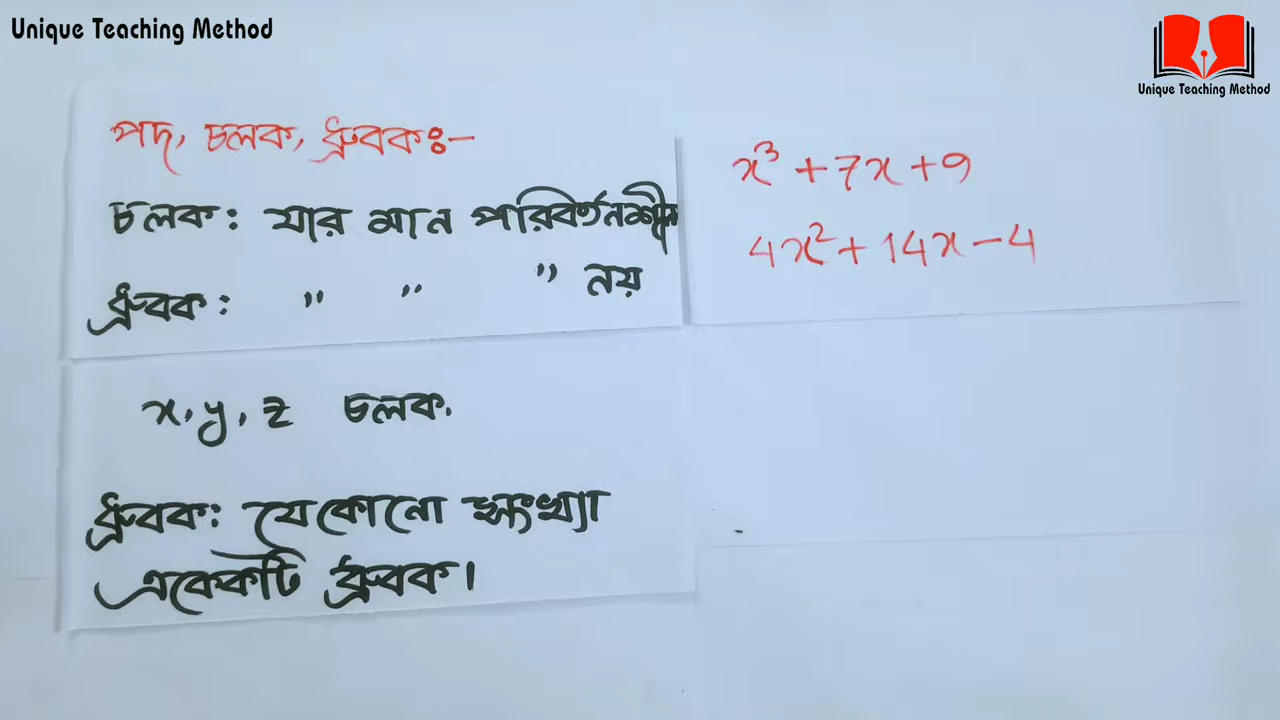 Unique Teaching Method
Unique Teaching Method
পদ, চলক, ধ্রুবকঃ-
চলক: যার মান পরিবর্তনশীল
ধ্রুবক: " " " নয়
x, y, z চলক.
ধ্রুবক: যেকোনো সংখ্যা
একেকটি ধ্রুবক।
x³ + 7x + 9
4x² + 14x - 4